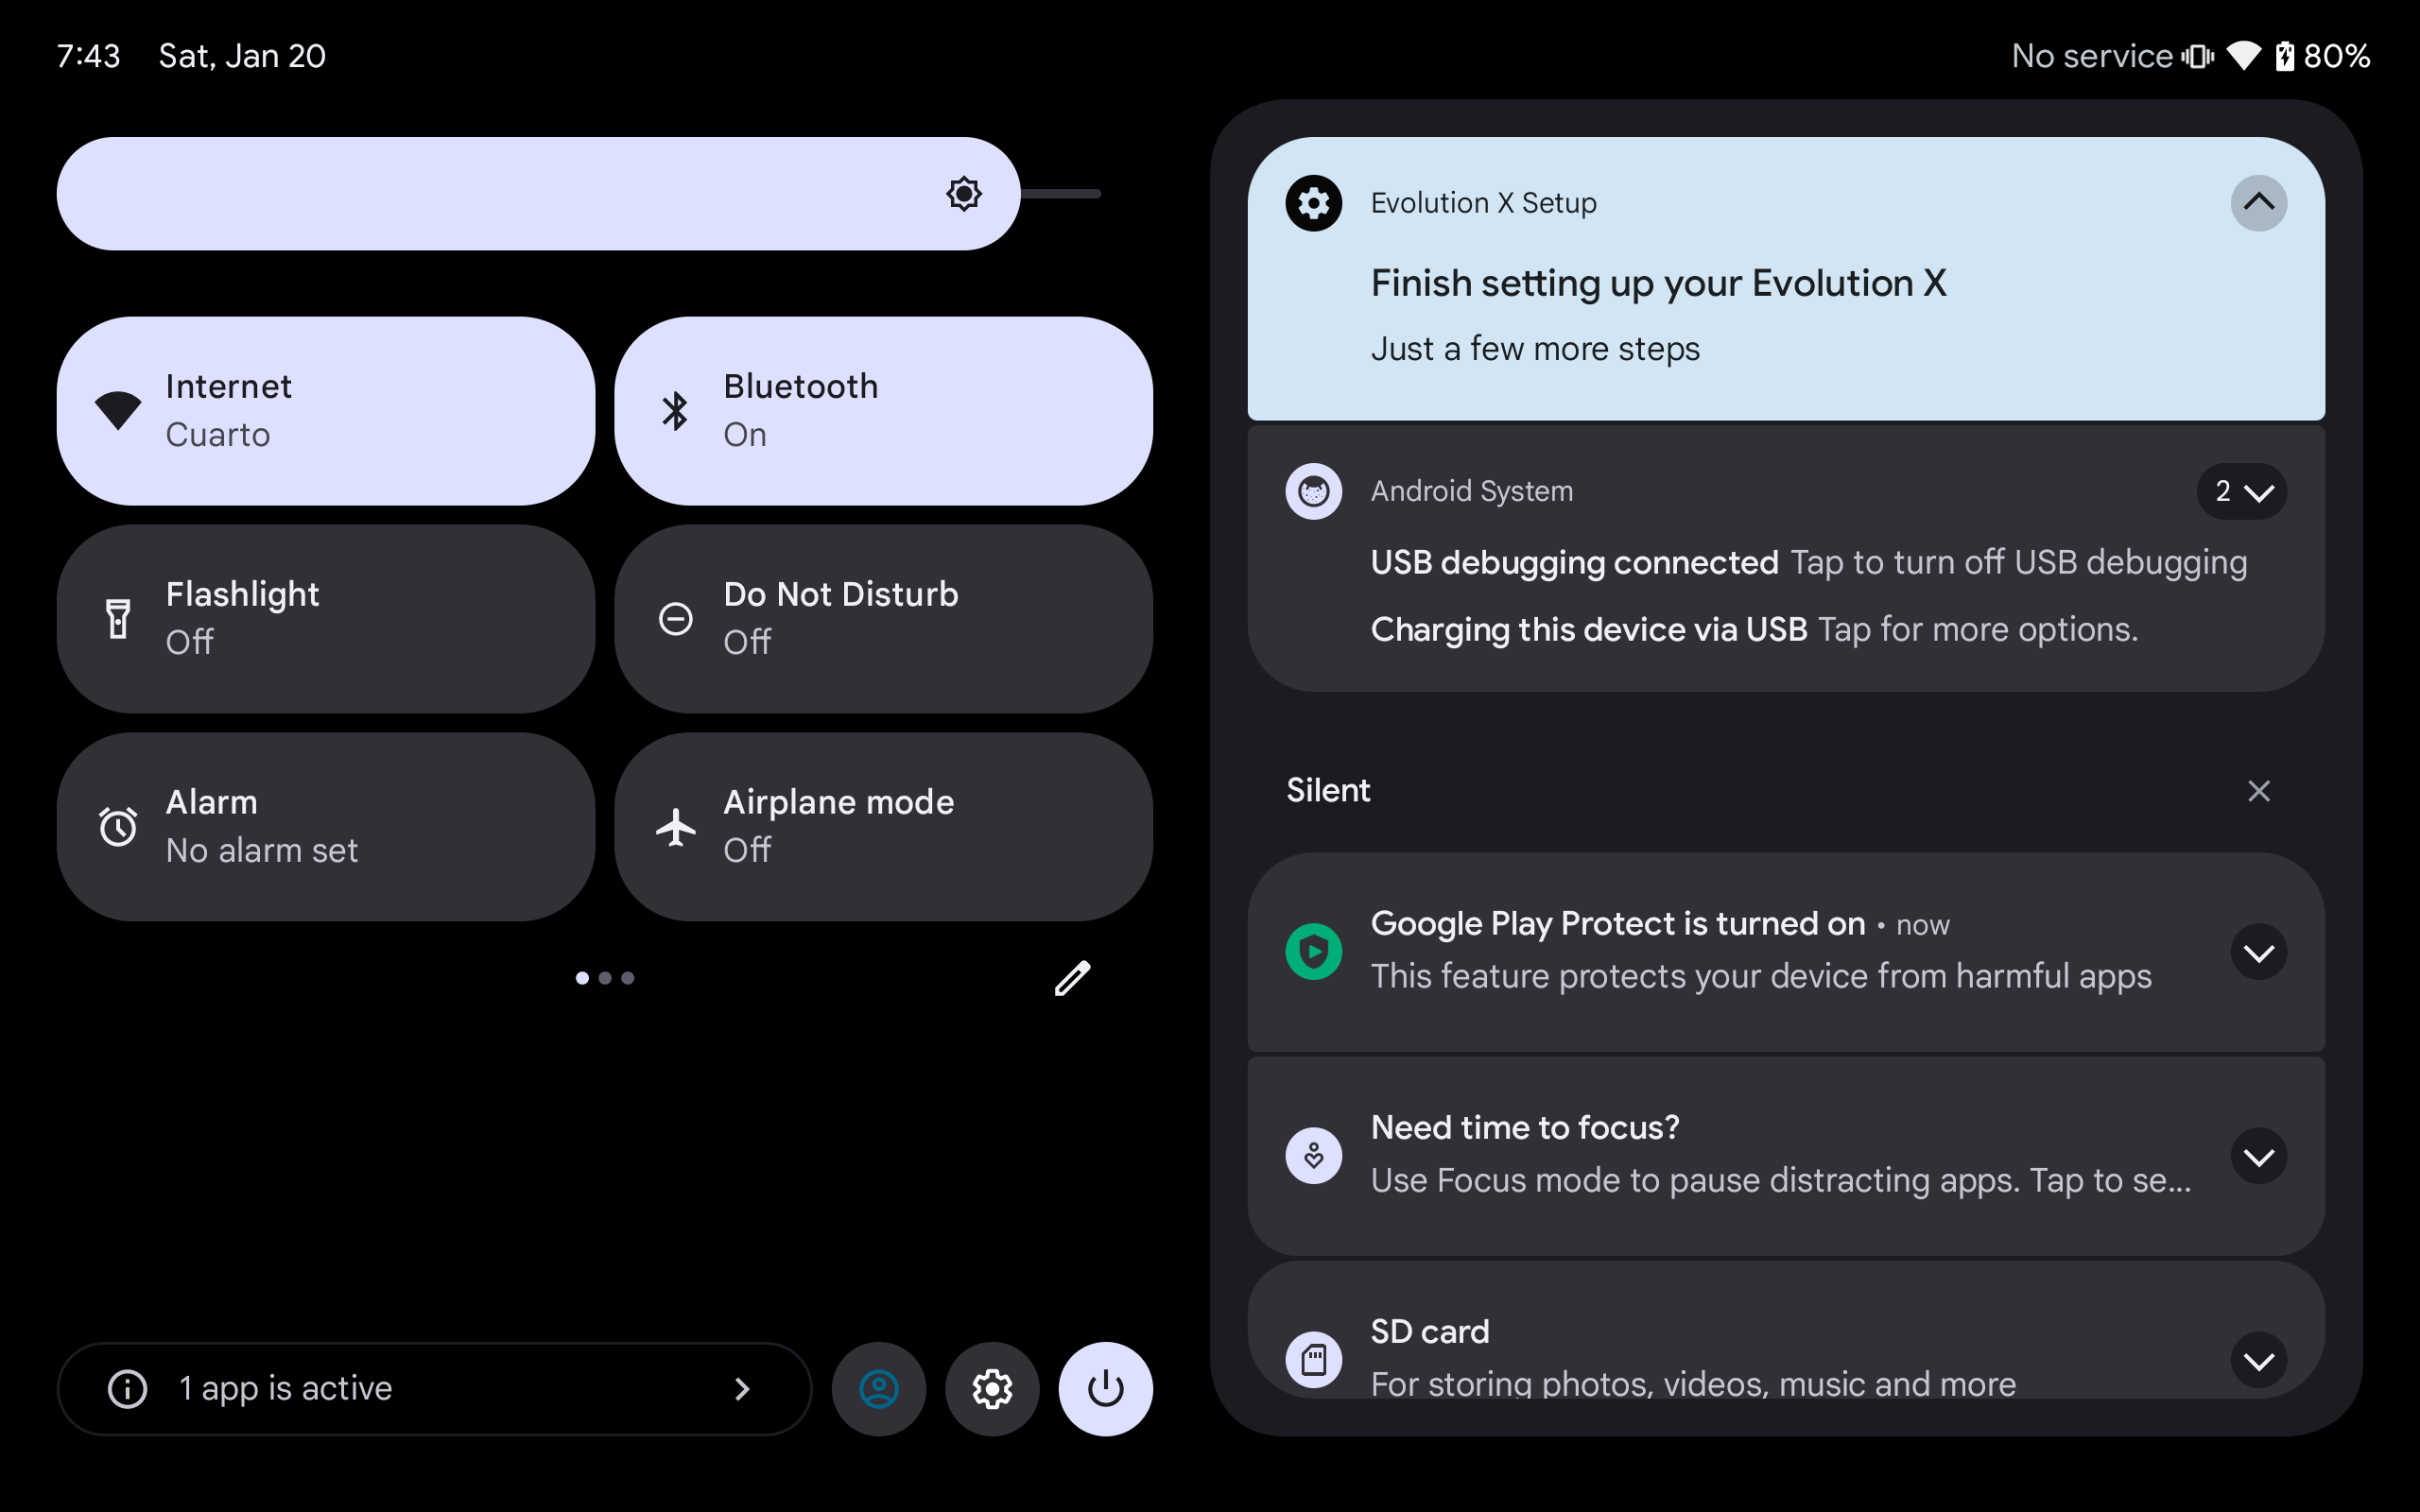 7:43 Sat, Jan 20
No service 80%
Internet
Cuarto
Bluetooth
On
Flashlight
Off
Do Not Disturb
Off
Alarm
No alarm set
Airplane mode
Off
1 app is active
Evolution X Setup
Finish setting up your Evolution X
Just a few more steps
Android System
2
USB debugging connected Tap to turn off USB debugging
Charging this device via USB Tap for more options.
Silent
Google Play Protect is turned on • now
This feature protects your device from harmful apps
Need time to focus?
Use Focus mode to pause distracting apps. Tap to se...
SD card
For storing photos, videos, music and more